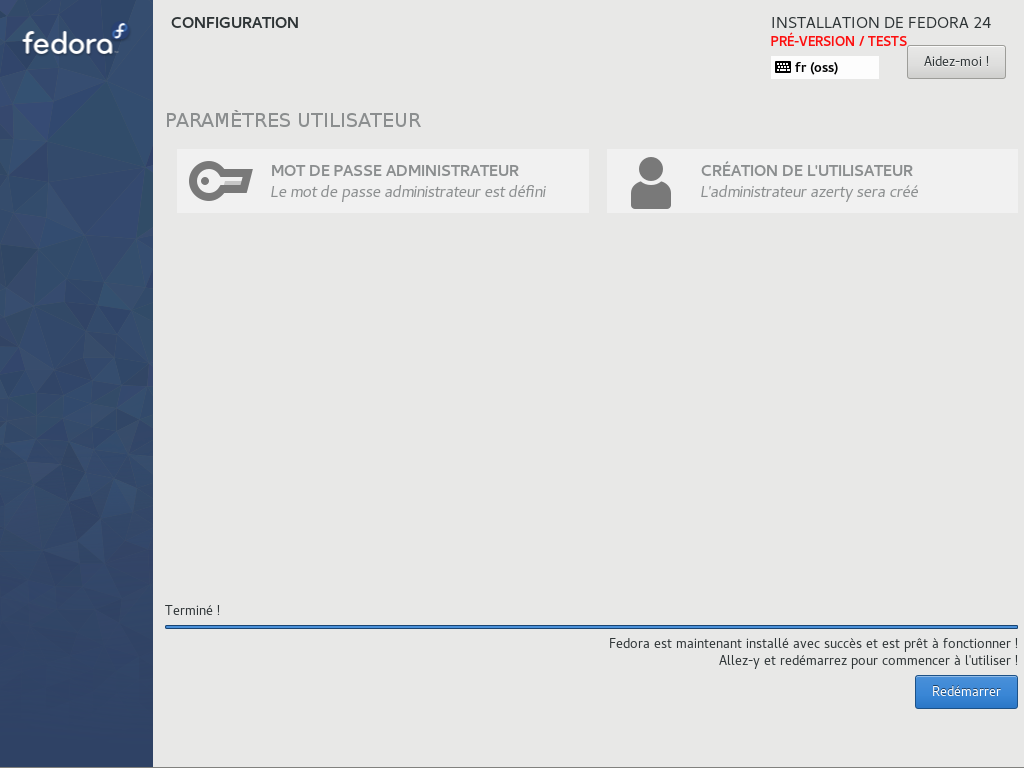 fedora
CONFIGURATION
INSTALLATION DE FEDORA 24
PRÉ-VERSION / TESTS
fr (oss)
Aidez-moi !
PARAMÈTRES UTILISATEUR
MOT DE PASSE ADMINISTRATEUR
Le mot de passe administrateur est défini
CRÉATION DE L'UTILISATEUR
L'administrateur azerty sera créé
Terminé !
Fedora est maintenant installé avec succès et est prêt à fonctionner !
Allez-y et redémarrez pour commencer à l'utiliser !
Redémarrer